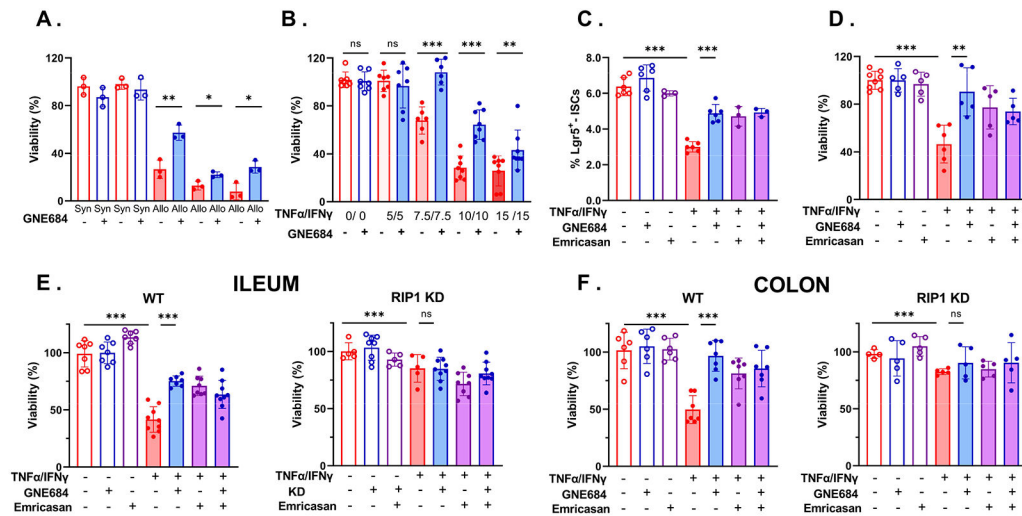 A .
Viability (%)
120
80
40
0
** * *
Syn Syn Syn Syn Allo Allo Allo Allo Allo Allo
GNE684 - + - + - + - + - +
B .
Viability (%)
120
80
40
0
ns ns *** *** **
TNFα/IFNγ 0/ 0 5/5 7.5/7.5 10/10 15 /15
GNE684 - + - + - + - + - +
C .
% Lgr5+ - ISCs
8.0
6.0
4.0
2.0
0
*** ***
TNFα/IFNγ - - - + + + +
GNE684 - + - - + - +
Emricasan - - + - - + +
D .
Viability (%)
120
80
40
0
*** **
TNFα/IFNγ - - - + + + +
GNE684 - + - - + - +
Emricasan - - + - - + +
E .
ILEUM
WT
Viability (%)
100
75
50
25
0
*** ***
TNFα/IFNγ - - - + + + +
GNE684 - + - - + - +
Emricasan - - + - - + +
RIP1 KD
Viability (%)
100
75
50
25
0
*** ns
TNFα/IFNγ - - - + + + +
KD - + - - + - +
Emricasan - - + - - + +
F .
COLON
WT
Viability (%)
100
50
0
*** ***
TNFα/IFNγ - - - + + + +
GNE684 - + - - + - +
Emricasan - - + - - + +
RIP1 KD
Viability (%)
100
50
0
*** ns
TNFα/IFNγ - - - + + + +
GNE684 - + - - + - +
Emricasan - - + - - + +